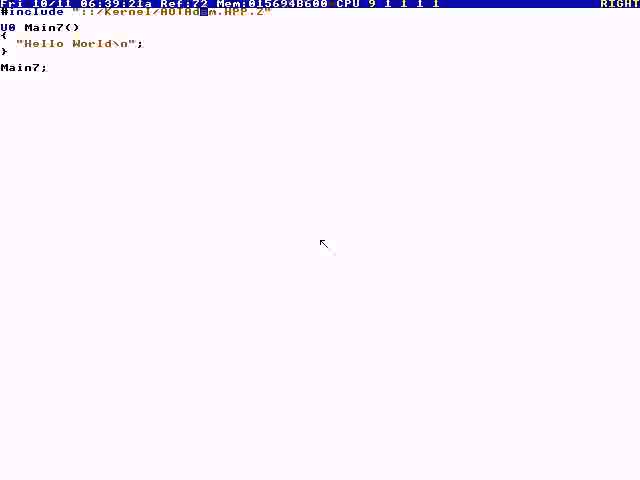 Fri 10/11 06:39:21a Ref:72 Mem:015694B600 CPU 9 1 1 1 1 RIGHT
#include "::/Kernel/ m.HPP.Z"
U0 Main7()
{
"Hello World\n";
}
Main7;